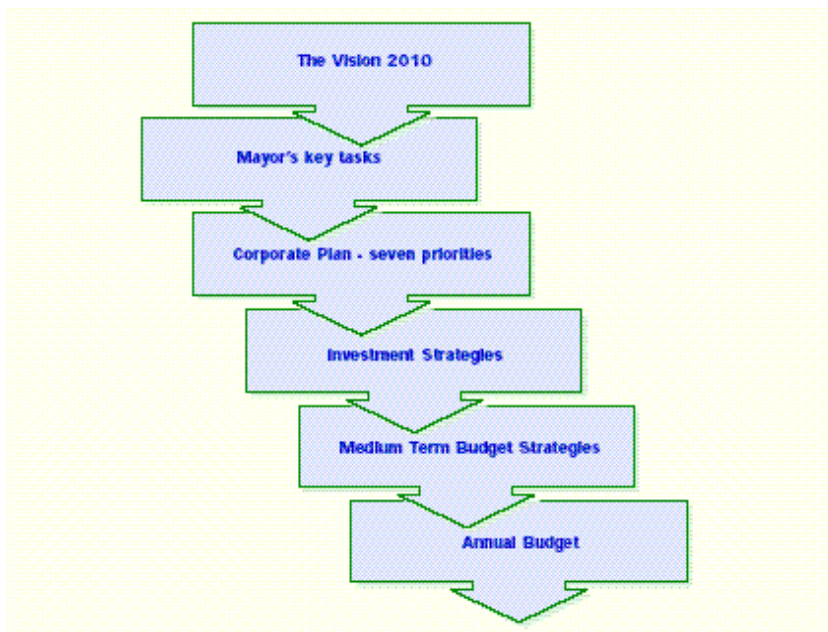 The Vision 2010
Mayor's key tasks
Corporate Plan - seven priorities
Investment Strategies
Medium Term Budget Strategies
Annual Budget